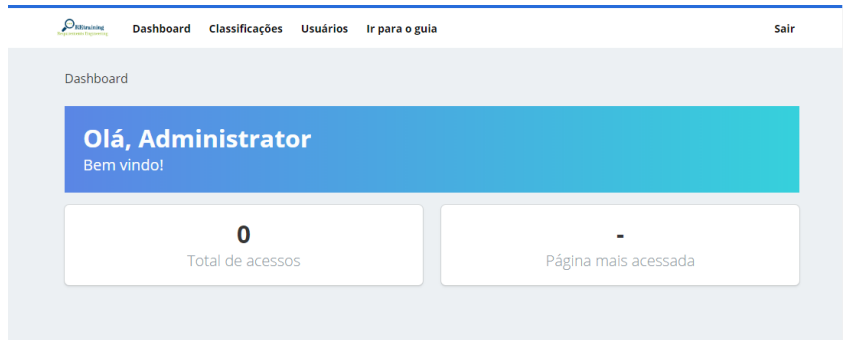 Dashboard Classificações Usuários Ir para o guia Sair
Dashboard
Olá, Administrator
Bem vindo!
0
Total de acessos
-
Página mais acessada